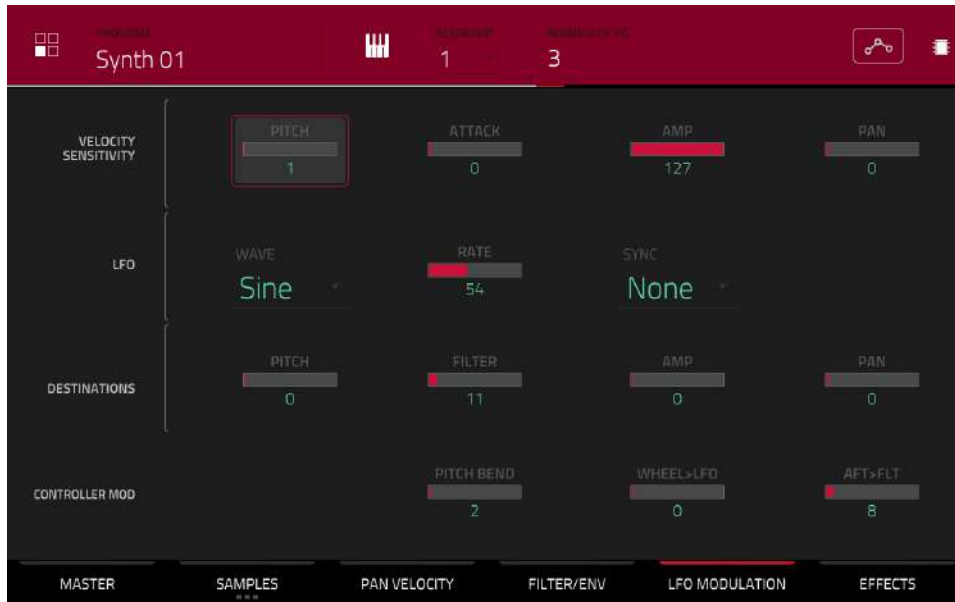 PROGRAM
Synth 01
KEYGROUP
1
3
VELOCITY
SENSITIVITY
PITCH
1
ATTACK
0
AMP
127
PAN
0
LFO
WAVE
Sine
RATE
54
SYNC
None
DESTINATIONS
PITCH
0
FILTER
11
AMP
0
PAN
0
CONTROLLER MOD
PITCH BEND
2
WHEEL>LFO
0
AFT>FLT
8
MASTER
SAMPLES
PAN VELOCITY
FILTER/ENV
LFO MODULATION
EFFECTS